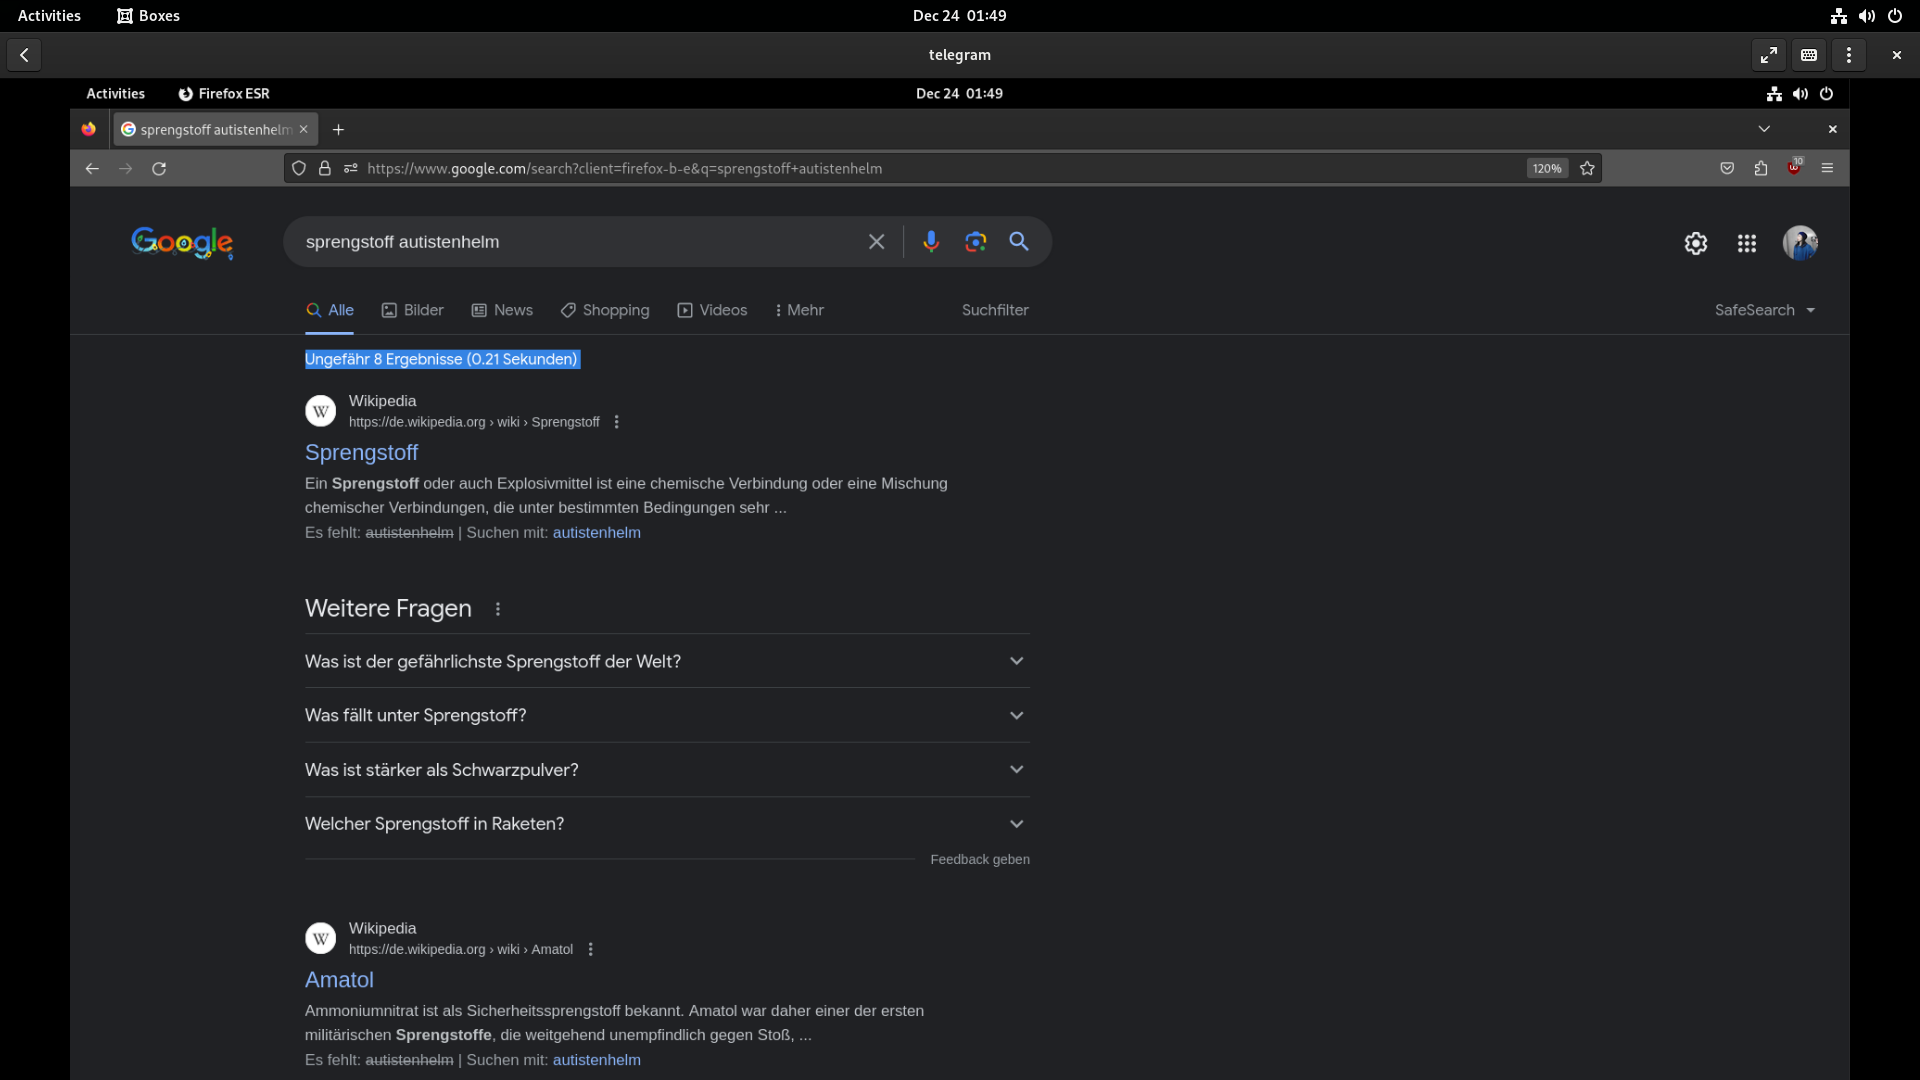 Activities Boxes Dec 24 01:49
telegram
Activities Firefox ESR Dec 24 01:49
sprengstoff autistenhelm
https://www.google.com/search?client=firefox-b-e&q=sprengstoff+autistenhelm 120% 10
Google sprengstoff autistenhelm
Alle Bilder News Shopping Videos Mehr Suchfilter SafeSearch
Ungefähr 8 Ergebnisse (0.21 Sekunden)
W Wikipedia
https://de.wikipedia.org › wiki › Sprengstoff
Sprengstoff
Ein Sprengstoff oder auch Explosivmittel ist eine chemische Verbindung oder eine Mischung
chemischer Verbindungen, die unter bestimmten Bedingungen sehr ...
Es fehlt: autistenhelm | Suchen mit: autistenhelm
Weitere Fragen
Was ist der gefährlichste Sprengstoff der Welt?
Was fällt unter Sprengstoff?
Was ist stärker als Schwarzpulver?
Welcher Sprengstoff in Raketen?
Feedback geben
W Wikipedia
https://de.wikipedia.org › wiki › Amatol
Amatol
Ammoniumnitrat ist als Sicherheitssprengstoff bekannt. Amatol war daher einer der ersten
militärischen Sprengstoffe, die weitgehend unempfindlich gegen Stoß, ...
Es fehlt: autistenhelm | Suchen mit: autistenhelm